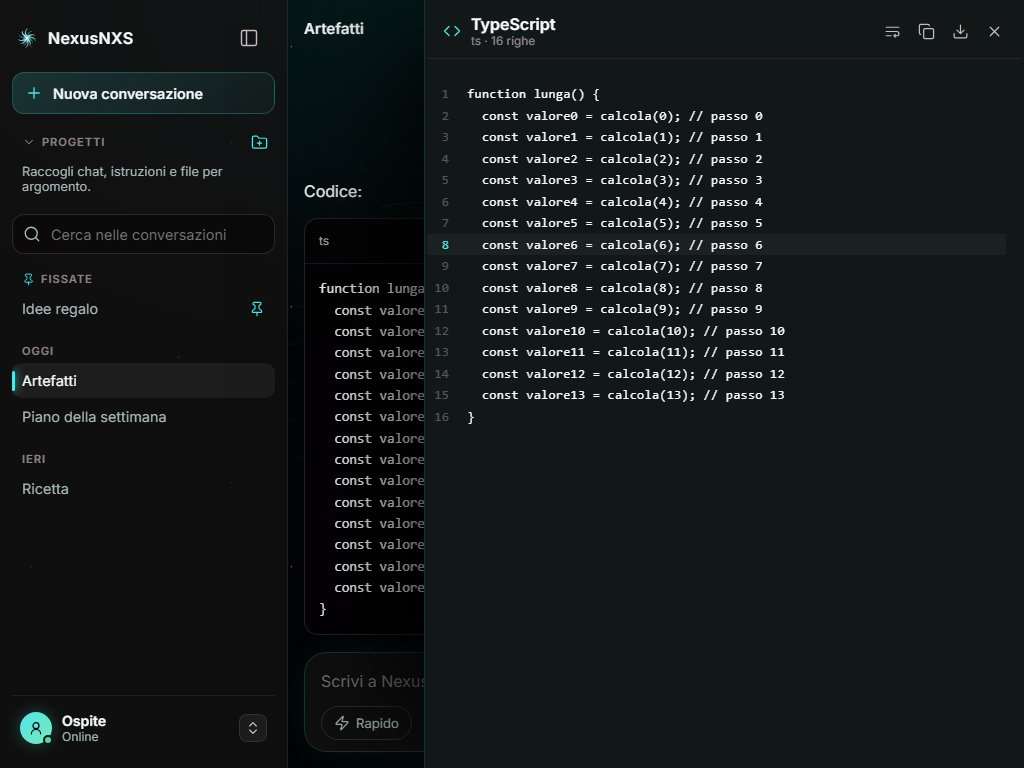 NexusNXS
Nuova conversazione
PROGETTI
Raccogli chat, istruzioni e file per
argomento.
Cerca nelle conversazioni
FISSATE
Idee regalo
OGGI
Artefatti
Piano della settimana
IERI
Ricetta
Ospite
Online
Artefatti
Codice:
ts
function lunga
const valore
const valore
const valore
const valore
const valore
const valore
const valore
const valore
const valore
const valore
const valore
const valore
const valore
const valore
}
Scrivi a Nexus
Rapido
TypeScript
ts · 16 righe
1 function lunga() {
2 const valore0 = calcola(0); // passo 0
3 const valore1 = calcola(1); // passo 1
4 const valore2 = calcola(2); // passo 2
5 const valore3 = calcola(3); // passo 3
6 const valore4 = calcola(4); // passo 4
7 const valore5 = calcola(5); // passo 5
8 const valore6 = calcola(6); // passo 6
9 const valore7 = calcola(7); // passo 7
10 const valore8 = calcola(8); // passo 8
11 const valore9 = calcola(9); // passo 9
12 const valore10 = calcola(10); // passo 10
13 const valore11 = calcola(11); // passo 11
14 const valore12 = calcola(12); // passo 12
15 const valore13 = calcola(13); // passo 13
16 }